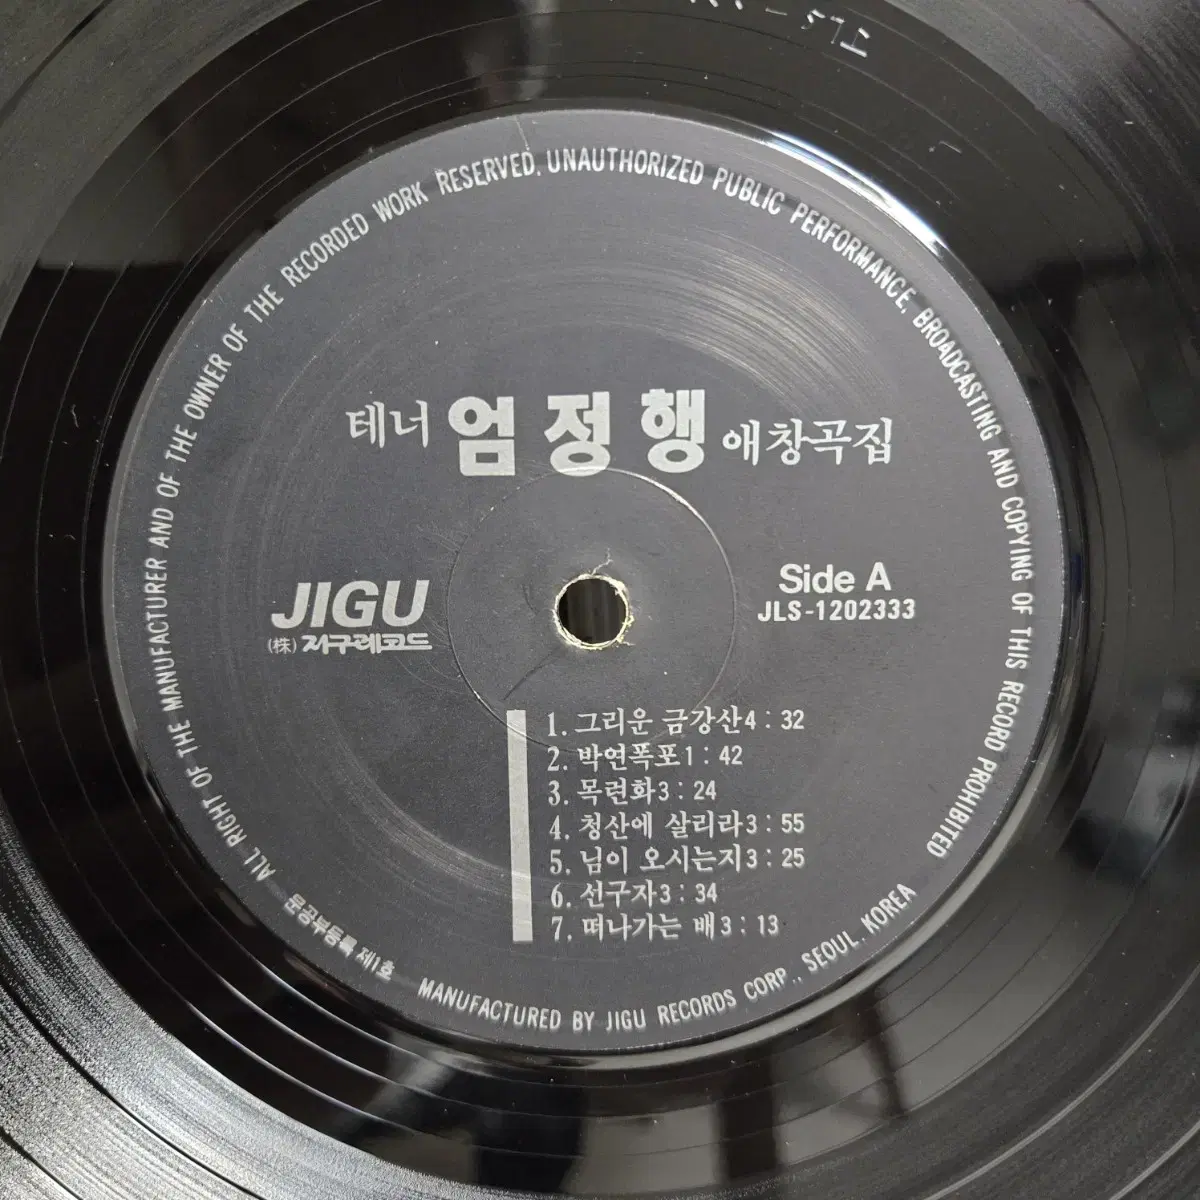 ALL RIGHT OF THE MANUFACTURER AND OF THE OWNER OF THE RECORDED WORK RESERVED. UNAUTHORIZED PUBLIC PERFORMANCE, BROADCASTING AND COPYING OF THIS RECORD PROHIBITED
테너 엄정행 애창곡집
JIGU
(株) 지구레코드
Side A
JLS-1202333
1. 그리운 금강산 4 : 32
2. 박연폭포 1 : 42
3. 목련화 3 : 24
4. 청산에 살리라 3 : 55
5. 님이 오시는지 3 : 25
6. 선구자 3 : 34
7. 떠나가는 배 3 : 13
문공부등록 제1호
MANUFACTURED BY JIGU RECORDS CORP., SEOUL. KOREA